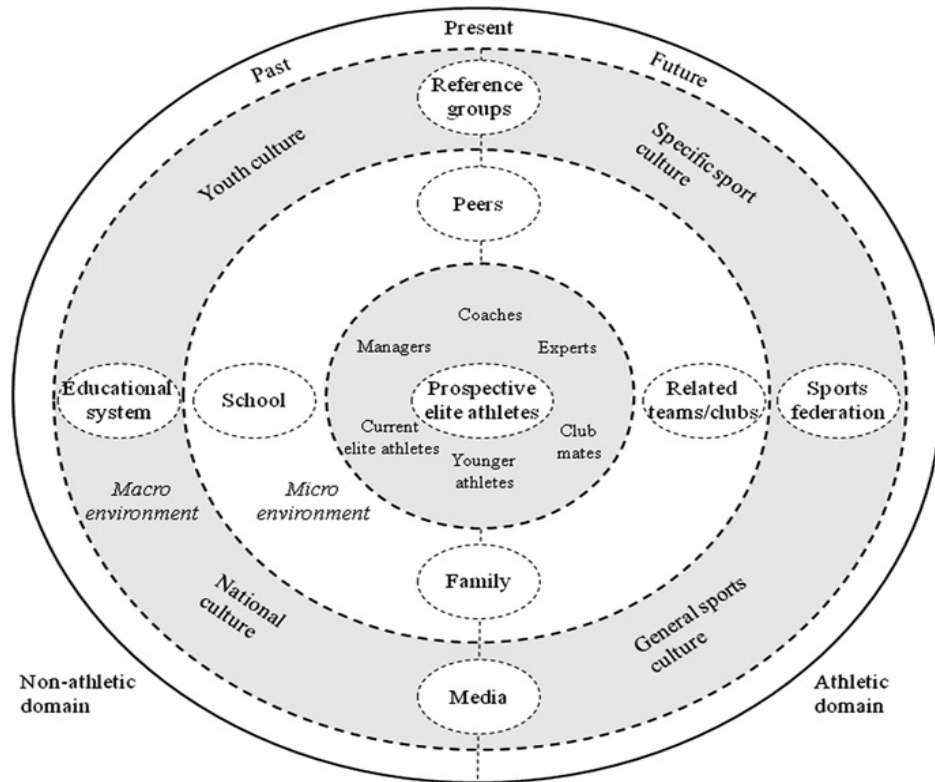 Present
Past
Future
Reference
groups
Youth culture
Specific sport
culture
Peers
Coaches
Managers
Experts
Educational
system
School
Prospective
elite athletes
Related
teams/clubs
Sports
federation
Current
elite athletes
Club
mates
Younger
athletes
Macro
environment
Micro
environment
Family
National
culture
General sports
culture
Media
Non-athletic
domain
Athletic
domain